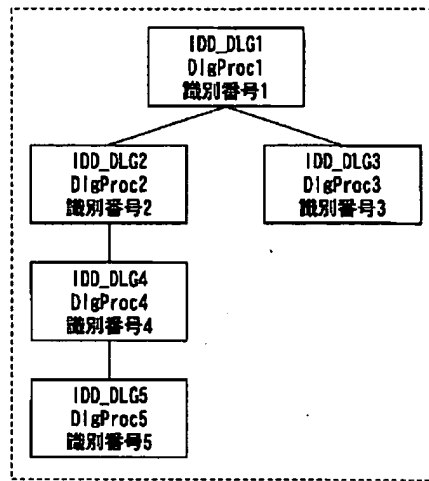 IDD_DLG1
DlgProc1
識別番号1
IDD_DLG2
DlgProc2
識別番号2
IDD_DLG3
DlgProc3
識別番号3
IDD_DLG4
DlgProc4
識別番号4
IDD_DLG5
DlgProc5
識別番号5